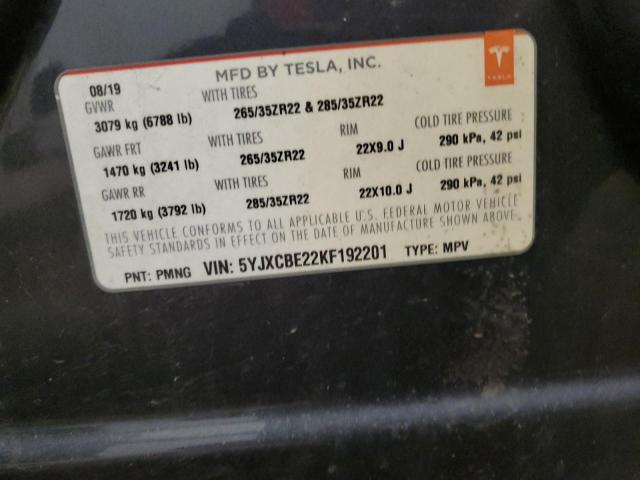 MFD BY TESLA, INC.
TESLA
08/19
GVWR WITH TIRES
3079 kg (6788 lb) 265/35ZR22 & 285/35ZR22
GAWR FRT WITH TIRES RIM COLD TIRE PRESSURE
1470 kg (3241 lb) 265/35ZR22 22X9.0 J 290 kPa, 42 psi
GAWR RR WITH TIRES RIM COLD TIRE PRESSURE
1720 kg (3792 lb) 285/35ZR22 22X10.0 J 290 kPa, 42 psi
THIS VEHICLE CONFORMS TO ALL APPLICABLE U.S. FEDERAL MOTOR VEHICLE
SAFETY STANDARDS IN EFFECT ON THE DATE OF MANUFACTURE SHOWN ABOVE.
PNT: PMNG VIN: 5YJXCBE22KF192201 TYPE: MPV